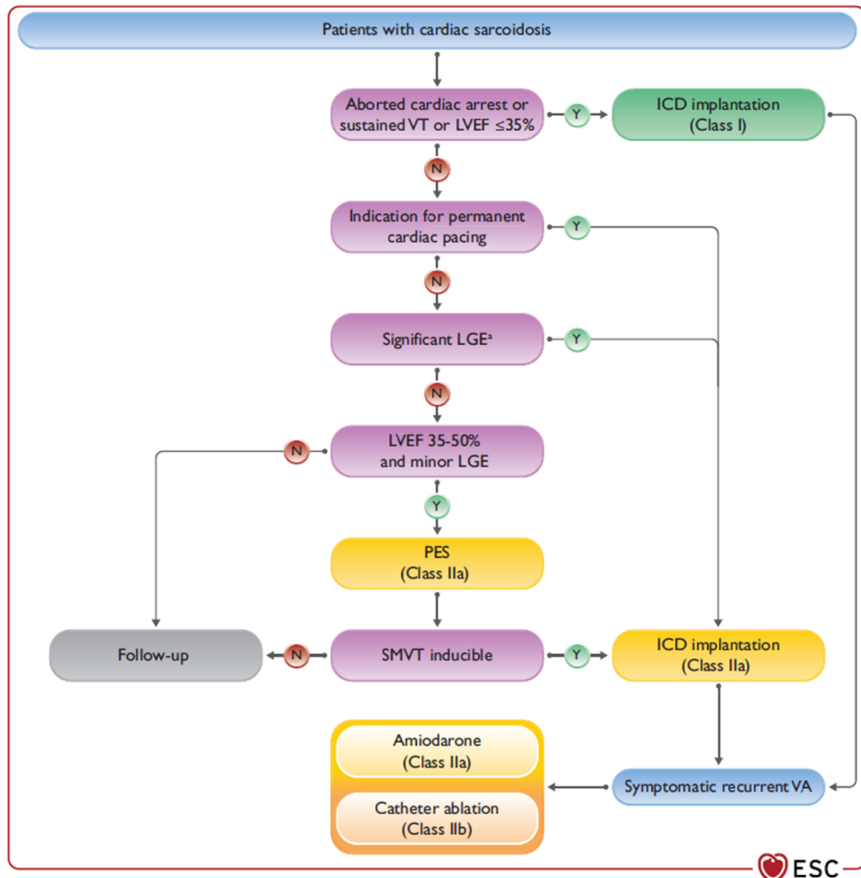 Patients with cardiac sarcoidosis
Aborted cardiac arrest or
sustained VT or LVEF ≤35%
Y
ICD implantation
(Class I)
N
Indication for permanent
cardiac pacing
Y
N
Significant LGEᵃ
Y
N
LVEF 35-50%
and minor LGE
N
Y
PES
(Class IIa)
Follow-up
N
SMVT inducible
Y
ICD implantation
(Class IIa)
Amiodarone
(Class IIa)
Catheter ablation
(Class IIb)
Symptomatic recurrent VA
ESC